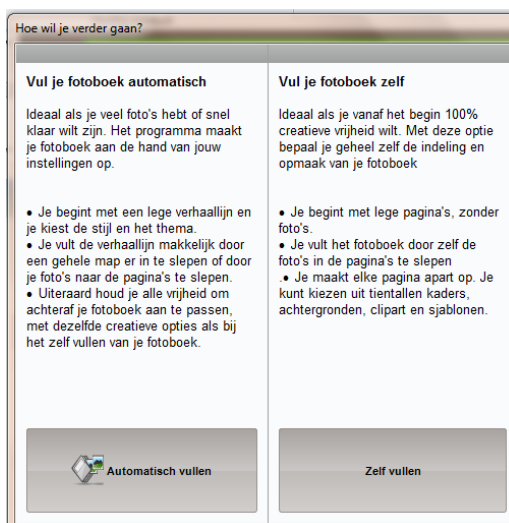 Hoe wil je verder gaan?
Vul je fotoboek automatisch
Ideaal als je veel foto's hebt of snel
klaar wilt zijn. Het programma maakt
je fotoboek aan de hand van jouw
instellingen op.
• Je begint met een lege verhaallijn en
je kiest de stijl en het thema.
• Je vult de verhaallijn makkelijk door
een gehele map er in te slepen of door
je foto's naar de pagina's te slepen.
• Uiteraard houd je alle vrijheid om
achteraf je fotoboek aan te passen,
met dezelfde creatieve opties als bij
het zelf vullen van je fotoboek.
Automatisch vullen
Vul je fotoboek zelf
Ideaal als je vanaf het begin 100%
creatieve vrijheid wilt. Met deze optie
bepaal je geheel zelf de indeling en
opmaak van je fotoboek
• Je begint met lege pagina's, zonder
foto's.
• Je vult het fotoboek door zelf de
foto's in de pagina's te slepen
.• Je maakt elke pagina apart op. Je
kunt kiezen uit tientallen kaders,
achtergronden, clipart en sjablonen.
Zelf vullen